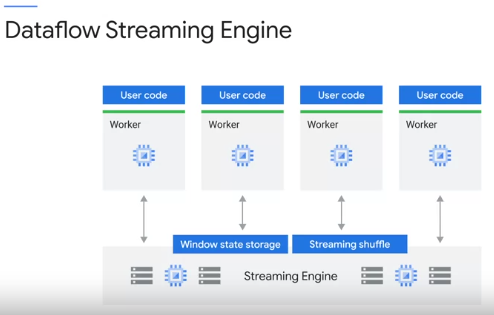 Dataflow Streaming Engine
User code User code User code User code
Worker Worker Worker Worker
Window state storage Streaming shuffle
Streaming Engine